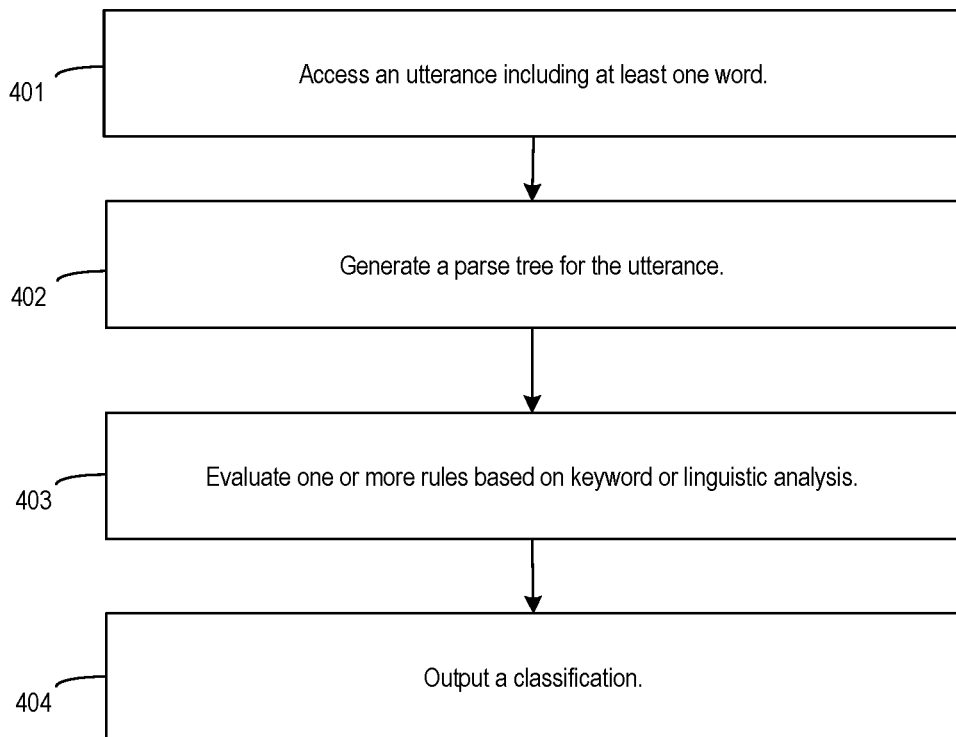 Access an utterance including at least one word.
401
Generate a parse tree for the utterance.
402
Evaluate one or more rules based on keyword or linguistic analysis.
403
Output a classification.
404